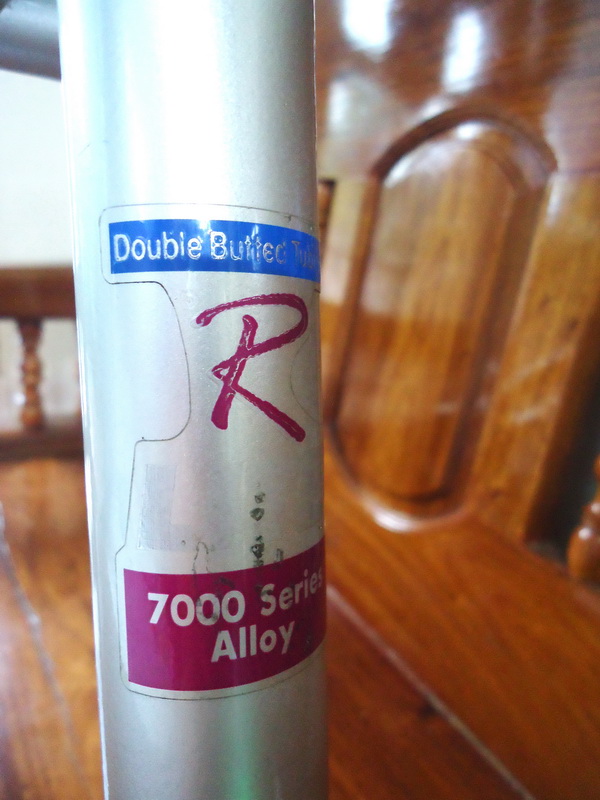 Double Butted
R
7000 Series
Alloy